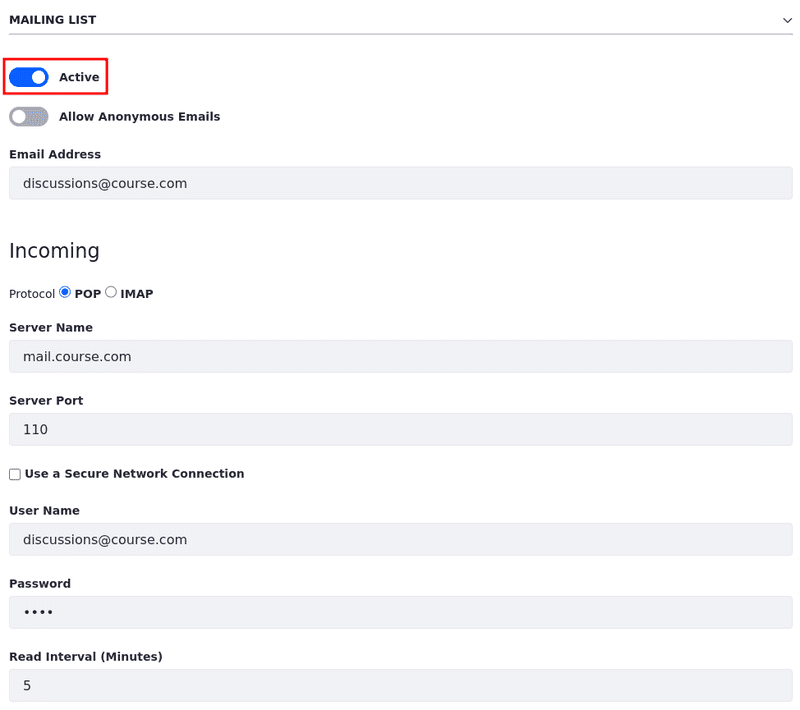 MAILING LIST
Active
Allow Anonymous Emails
Email Address
discussions@course.com
Incoming
Protocol POP IMAP
Server Name
mail.course.com
Server Port
110
Use a Secure Network Connection
User Name
discussions@course.com
Password
••••
Read Interval (Minutes)
5